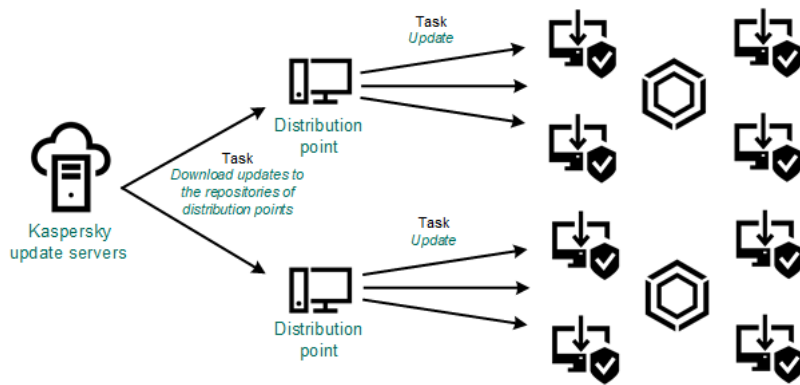 Task
Update
Distribution
point
Task
Download updates to
the repositories of
distribution points
Kaspersky
update servers
Task
Update
Distribution
point